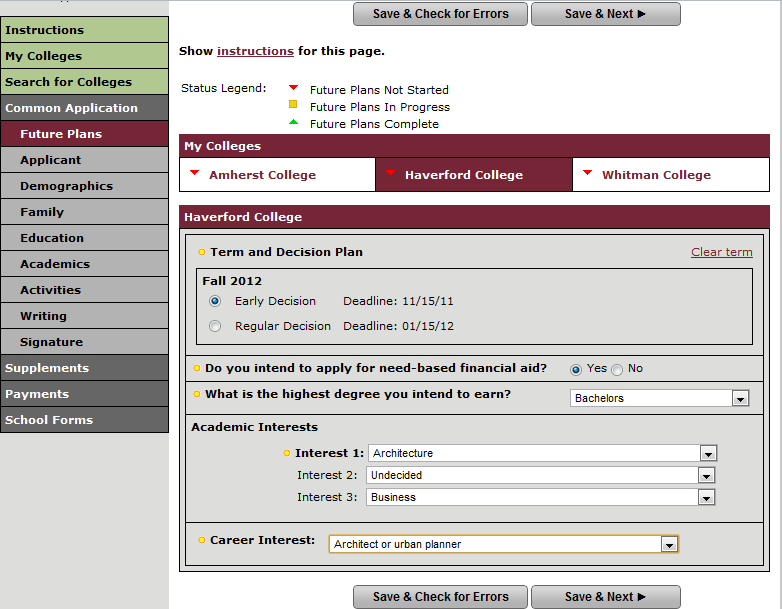 Save & Check for Errors Save & Next ▶
Instructions
My Colleges
Search for Colleges
Common Application
Future Plans
Applicant
Demographics
Family
Education
Academics
Activities
Writing
Signature
Supplements
Payments
School Forms
Show instructions for this page.
Status Legend: Future Plans Not Started
Future Plans In Progress
Future Plans Complete
My Colleges
Amherst College Haverford College Whitman College
Haverford College
Term and Decision Plan Clear term
Fall 2012
Early Decision Deadline: 11/15/11
Regular Decision Deadline: 01/15/12
Do you intend to apply for need-based financial aid? Yes No
What is the highest degree you intend to earn? Bachelors
Academic Interests
Interest 1: Architecture
Interest 2: Undecided
Interest 3: Business
Career Interest: Architect or urban planner
Save & Check for Errors Save & Next ▶